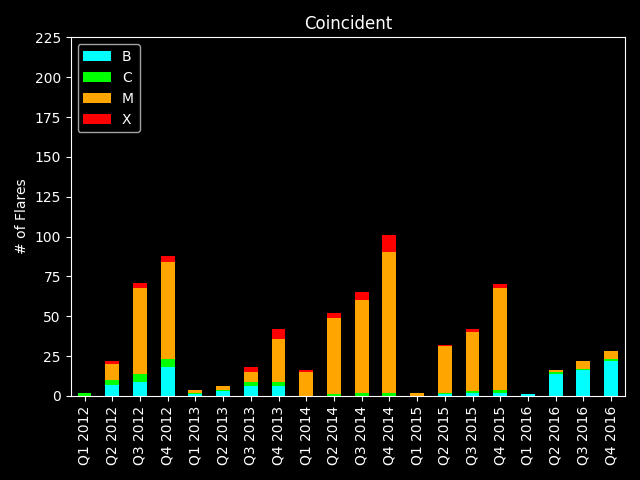 Coincident
225
200
175
150
125
100
75
50
25
0
# of Flares
B
C
M
X
Q1 2012
Q2 2012
Q3 2012
Q4 2012
Q1 2013
Q2 2013
Q3 2013
Q4 2013
Q1 2014
Q2 2014
Q3 2014
Q4 2014
Q1 2015
Q2 2015
Q3 2015
Q4 2015
Q1 2016
Q2 2016
Q3 2016
Q4 2016